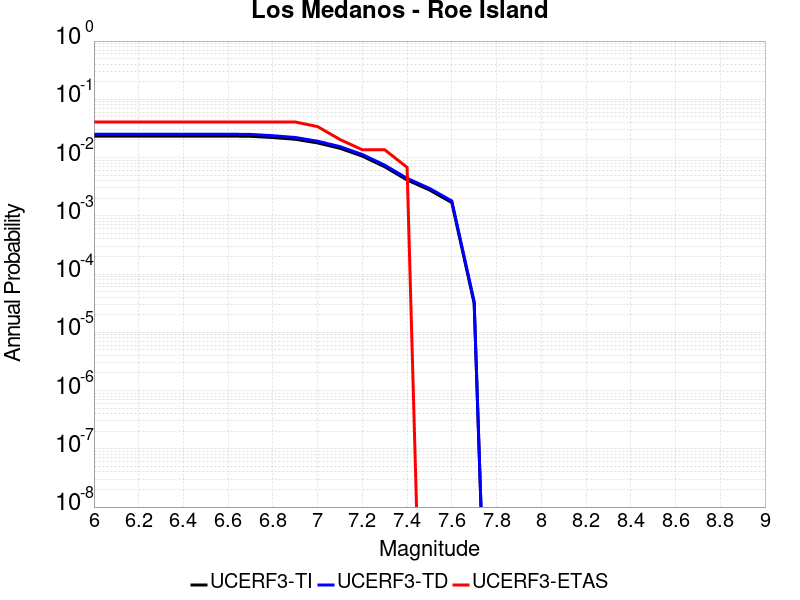 Los Medanos - Roe Island
10^0
10^-1
10^-2
10^-3
10^-4
10^-5
10^-6
10^-7
10^-8
Annual Probability
6 6.2 6.4 6.6 6.8 7 7.2 7.4 7.6 7.8 8 8.2 8.4 8.6 8.8 9
Magnitude
UCERF3-TI UCERF3-TD UCERF3-ETAS